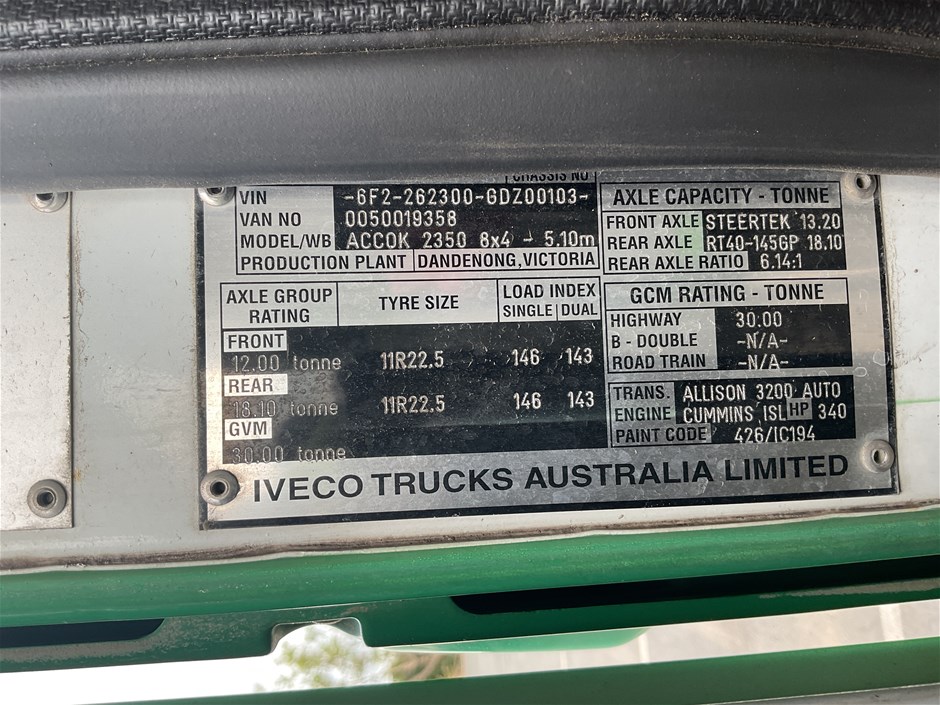 CHASSIS NO
VIN -6F2-262300-GDZ00103-
VAN NO 0050019358
MODEL/WB ACCOK 2350 8x4 - 5.10m
PRODUCTION PLANT DANDENONG, VICTORIA
AXLE CAPACITY - TONNE
FRONT AXLE STEERTEK 13.20
REAR AXLE RT40-145GP 18.10
REAR AXLE RATIO 6.14:1
AXLE GROUP RATING TYRE SIZE LOAD INDEX
SINGLE DUAL
FRONT
12.00 tonne 11R22.5 146 143
REAR
18.10 tonne 11R22.5 146 143
GVM
30.00 tonne
GCM RATING - TONNE
HIGHWAY 30.00
B - DOUBLE -N/A-
ROAD TRAIN -N/A-
TRANS. ALLISON 3200 AUTO
ENGINE CUMMINS ISL HP 340
PAINT CODE 426/IC194
IVECO TRUCKS AUSTRALIA LIMITED